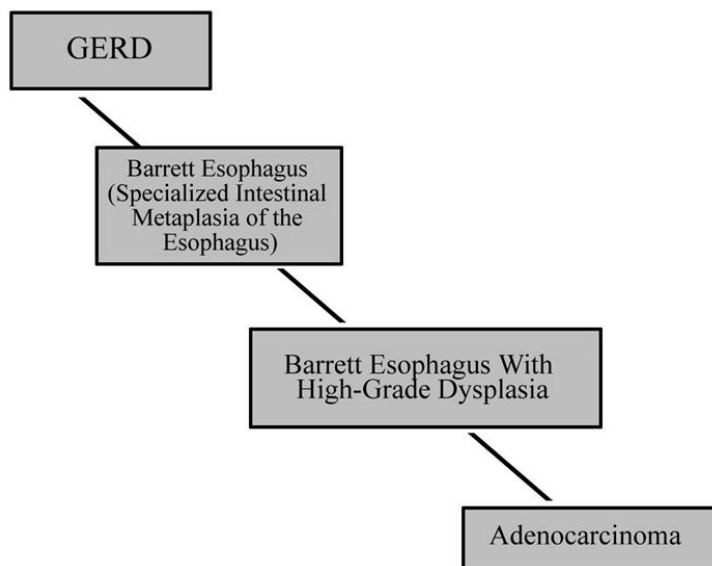 GERD
Barrett Esophagus
(Specialized Intestinal
Metaplasia of the
Esophagus)
Barrett Esophagus With
High-Grade Dysplasia
Adenocarcinoma